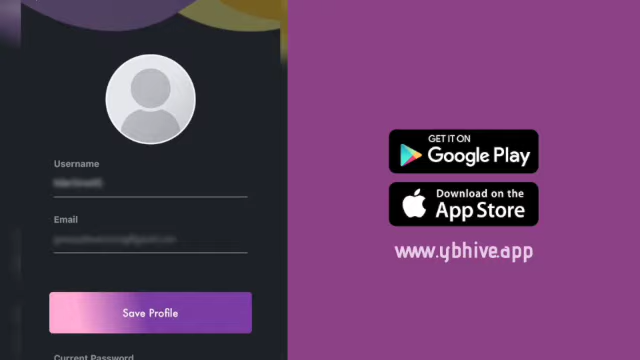 Username
Email
Save Profile
Current Password
GET IT ON
Google Play
Download on the
App Store
www.ybhive.app